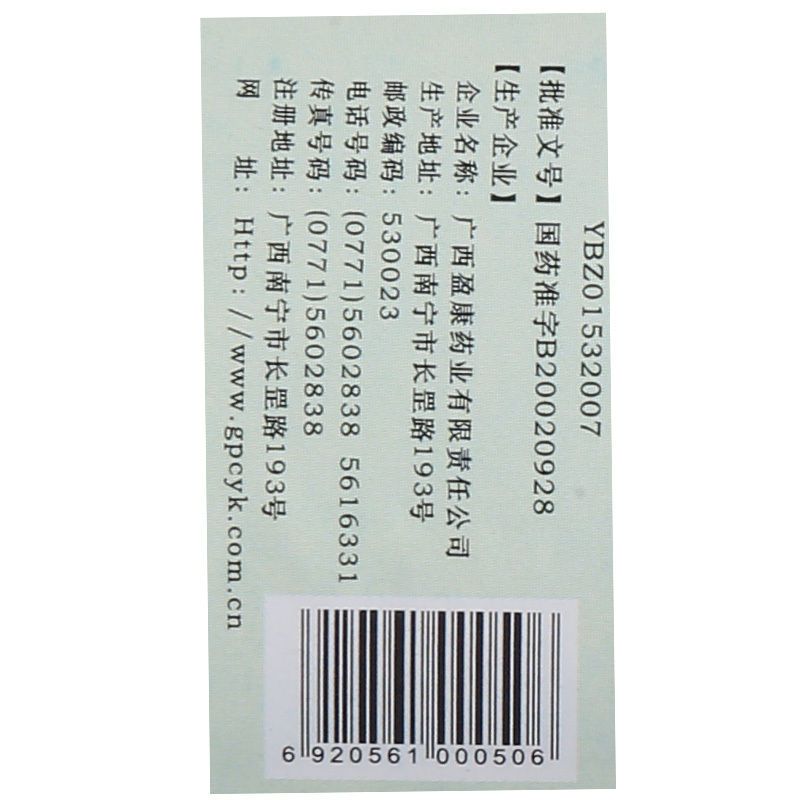 YBZ01532007
【批准文号】国药准字B20020928
【生产企业】
企业名称：广西盈康药业有限责任公司
生产地址：广西南宁市长罡路193号
邮政编码：530023
电话号码：(0771)5602838 5616331
传真号码：(0771)5602838
注册地址：广西南宁市长罡路193号
网 址：Http：//www.gpcyk.com.cn
6 920561 000506